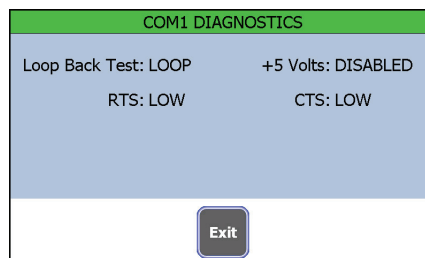 COM1 DIAGNOSTICS
Loop Back Test: LOOP +5 Volts: DISABLED
RTS: LOW CTS: LOW
Exit